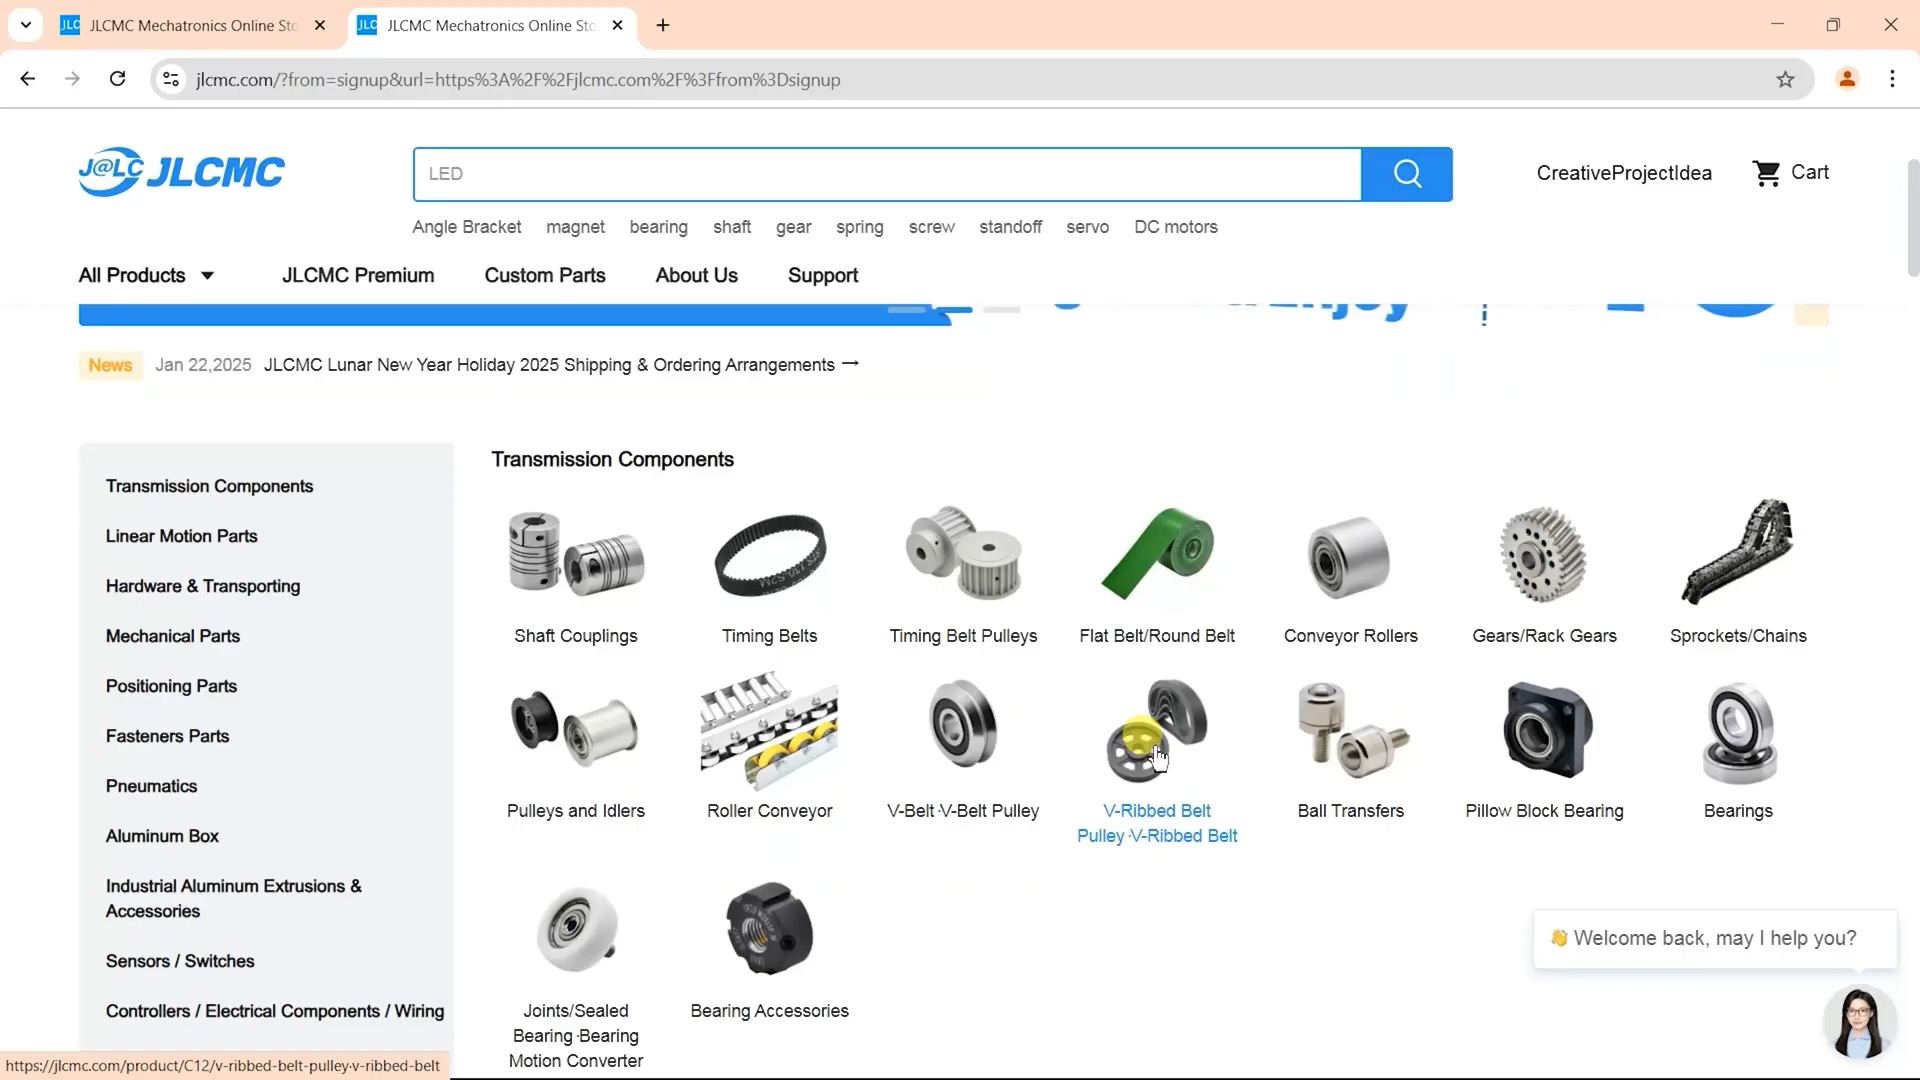 JLCMC Mechatronics Online Sto
JLCMC Mechatronics Online Sto
jlcmc.com/?from=signup&url=https%3A%2F%2Fjlcmc.com%2F%3Ffrom%3Dsignup
J@LC JLCMC
LED
CreativeProjectIdea
Cart
Angle Bracket magnet bearing shaft gear spring screw standoff servo DC motors
All Products JLCMC Premium Custom Parts About Us Support
News Jan 22,2025 JLCMC Lunar New Year Holiday 2025 Shipping & Ordering Arrangements →
Transmission Components
Linear Motion Parts
Hardware & Transporting
Mechanical Parts
Positioning Parts
Fasteners Parts
Pneumatics
Aluminum Box
Industrial Aluminum Extrusions &
Accessories
Sensors / Switches
Controllers / Electrical Components / Wiring
Transmission Components
Shaft Couplings
Timing Belts
Timing Belt Pulleys
Flat Belt/Round Belt
Conveyor Rollers
Gears/Rack Gears
Sprockets/Chains
Pulleys and Idlers
Roller Conveyor
V-Belt·V-Belt Pulley
V-Ribbed Belt
Pulley·V-Ribbed Belt
Ball Transfers
Pillow Block Bearing
Bearings
Joints/Sealed
Bearing·Bearing
Motion Converter
Bearing Accessories
👋 Welcome back, may I help you?
https://jlcmc.com/product/C12/v-ribbed-belt-pulley·v-ribbed-belt